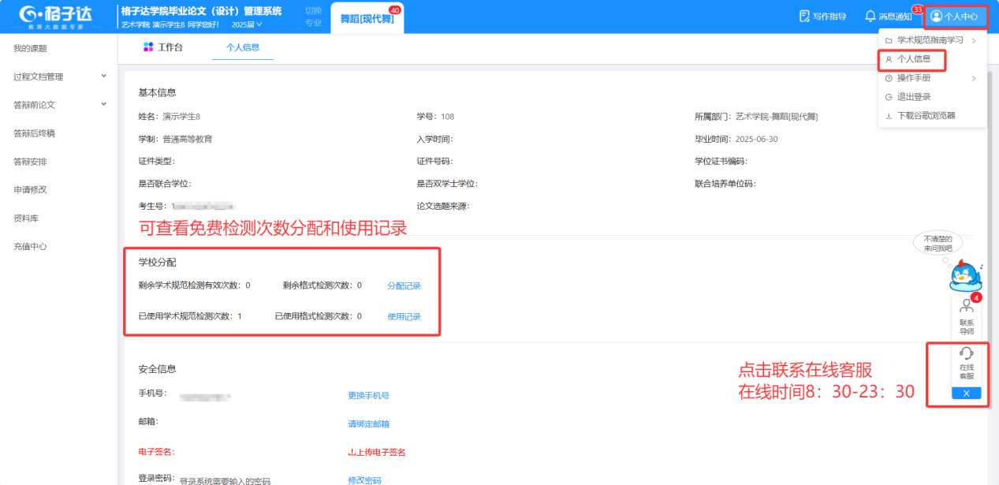 格子达
教育大数据专家
格子达学院毕业论文（设计）管理系统
艺术学院 演示学生8 同学您好! 2025届
切换
专业
舞蹈[现代舞]
40
写作指导
消息通知
33
个人中心
学术规范指南学习
个人信息
操作手册
退出登录
下载谷歌浏览器
我的课题
过程文档管理
答辩前论文
答辩后终稿
答辩安排
申请修改
资料库
充值中心
工作台
个人信息
基本信息
姓名：演示学生8 学号：108 所属部门：艺术学院-舞蹈[现代舞]
学制：普通高等教育 入学时间： 毕业时间：2025-06-30
证件类型： 证件号码： 学位证书编码：
是否联合学位： 是否双学士学位： 联合培养单位码：
考生号：1 论文选题来源：
可查看免费检测次数分配和使用记录
学校分配
剩余学术规范检测有效次数：0 剩余格式检测次数：0 分配记录
已使用学术规范检测次数：1 已使用格式检测次数：0 使用记录
安全信息
手机号： 更换手机号
邮箱： 请绑定邮箱
电子签名： 上传电子签名
登录密码：登录系统需要输入的密码 修改密码
不清楚的
来问我吧
4
联系
导师
在线
客服
X
点击联系在线客服
在线时间8：30-23：30